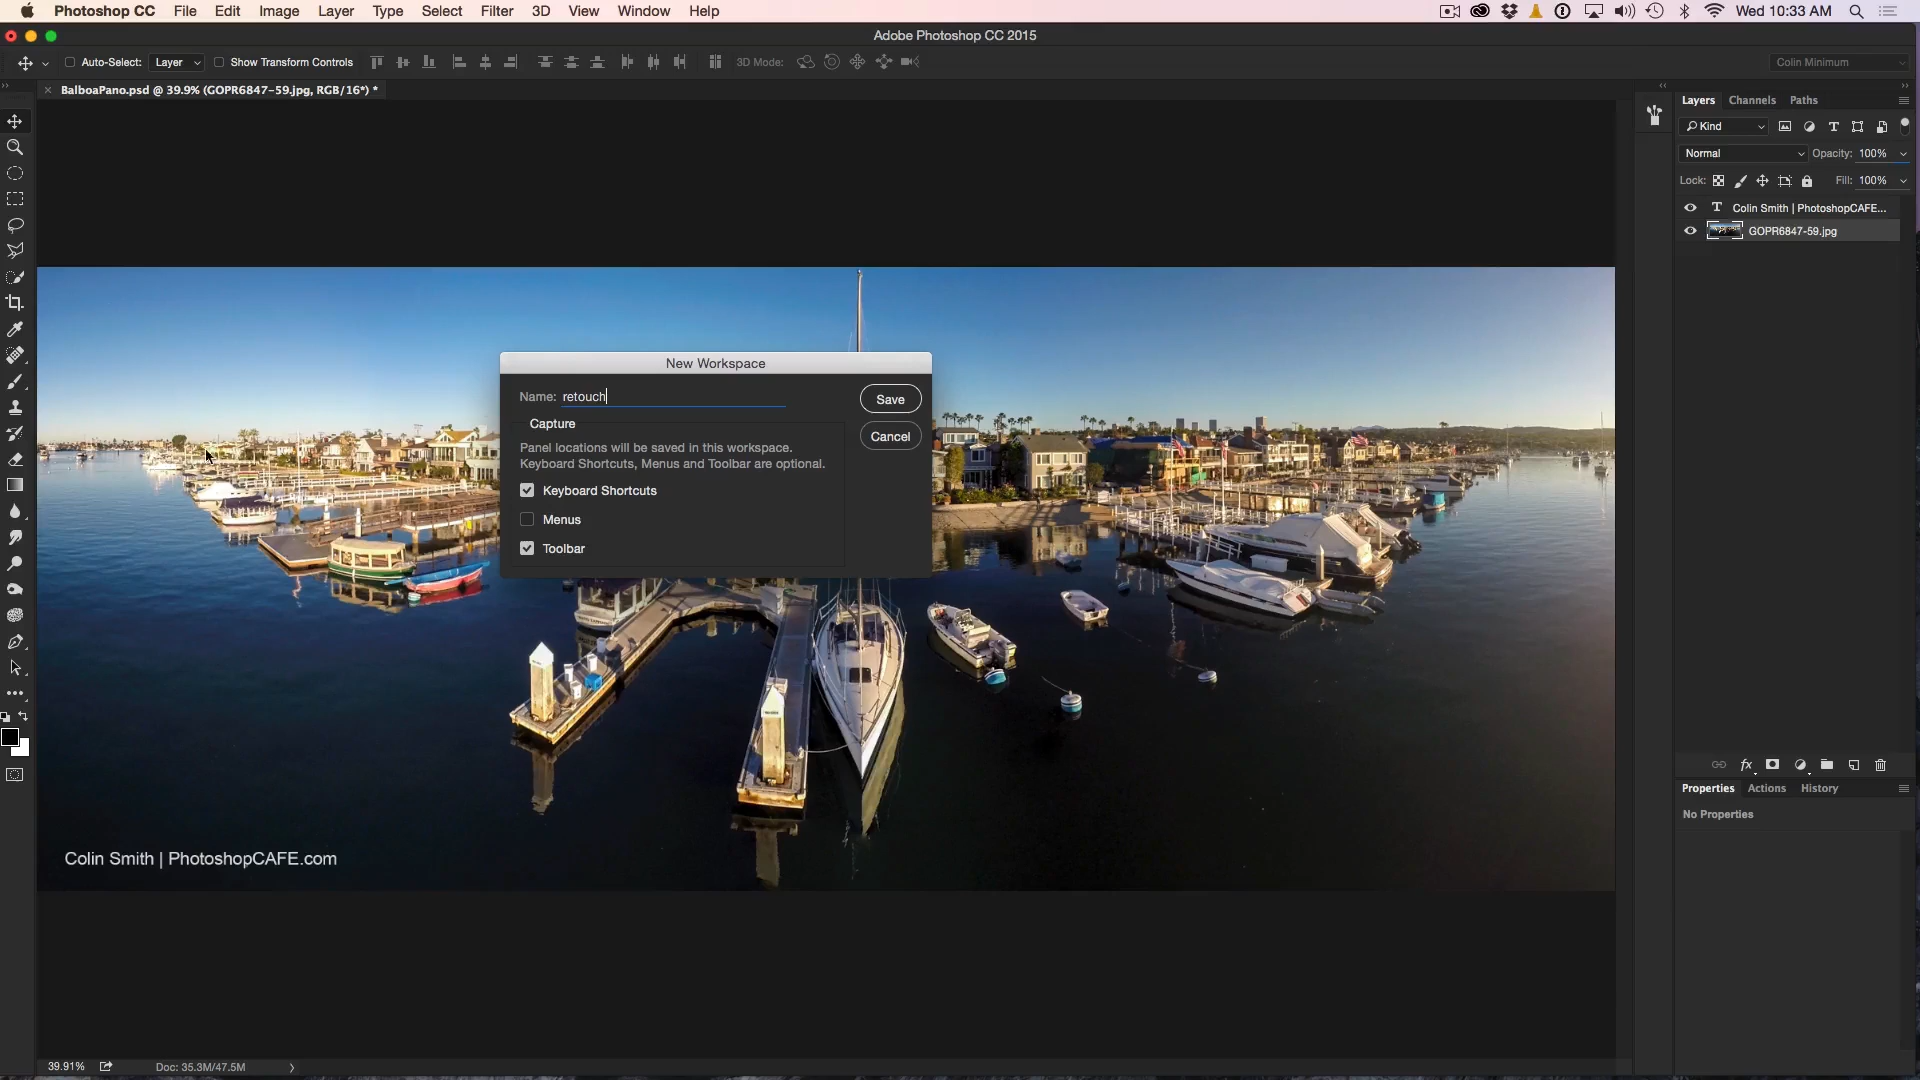 Photoshop CC File Edit Image Layer Type Select Filter 3D View Window Help Wed 10:33 AM
Adobe Photoshop CC 2015
Auto-Select: Layer Show Transform Controls 3D Mode: Colin Minimum
× BalboaPano.psd @ 39.9% (GOPR6847-59.jpg, RGB/16*) *
Layers Channels Paths
Kind
Normal Opacity: 100%
Lock: Fill: 100%
T Colin Smith | PhotoshopCAFE...
GOPR6847-59.jpg
New Workspace
Name: retouch
Save
Capture
Cancel
Panel locations will be saved in this workspace.
Keyboard Shortcuts, Menus and Toolbar are optional.
Keyboard Shortcuts
Menus
Toolbar
fx
Properties Actions History
No Properties
Colin Smith | PhotoshopCAFE.com
39.91% Doc: 35.3M/47.5M